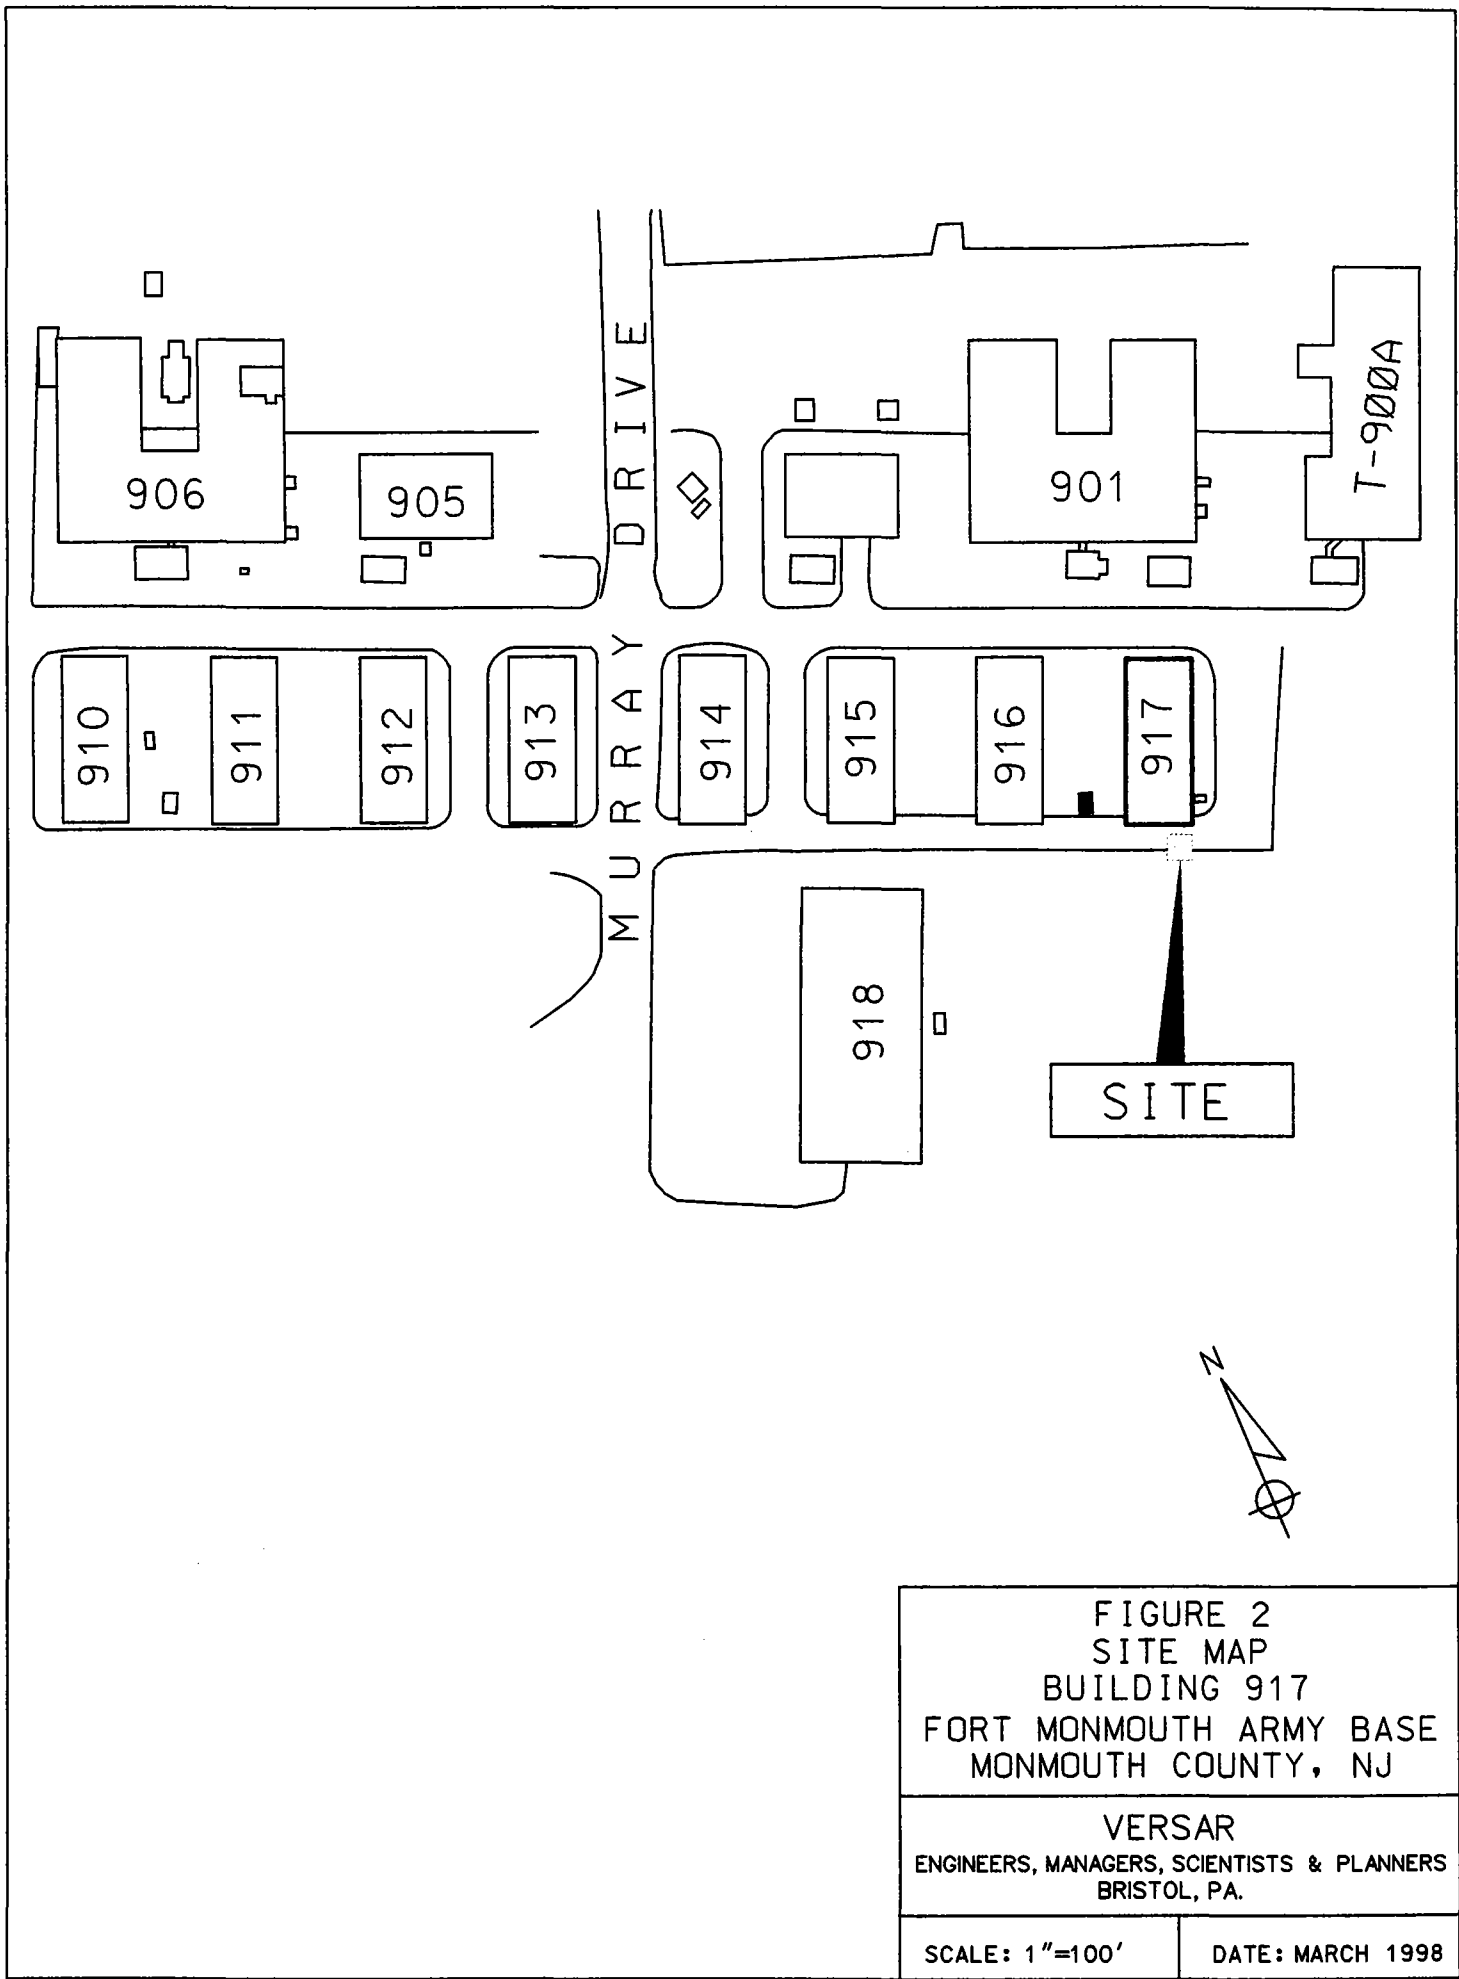 906
905
901
T-900A
MURRAY DRIVE
910
911
912
913
914
915
916
917
918
SITE
N
FIGURE 2
SITE MAP
BUILDING 917
FORT MONMOUTH ARMY BASE
MONMOUTH COUNTY, NJ
VERSAR
ENGINEERS, MANAGERS, SCIENTISTS & PLANNERS
BRISTOL, PA.
SCALE: 1"=100'
DATE: MARCH 1998